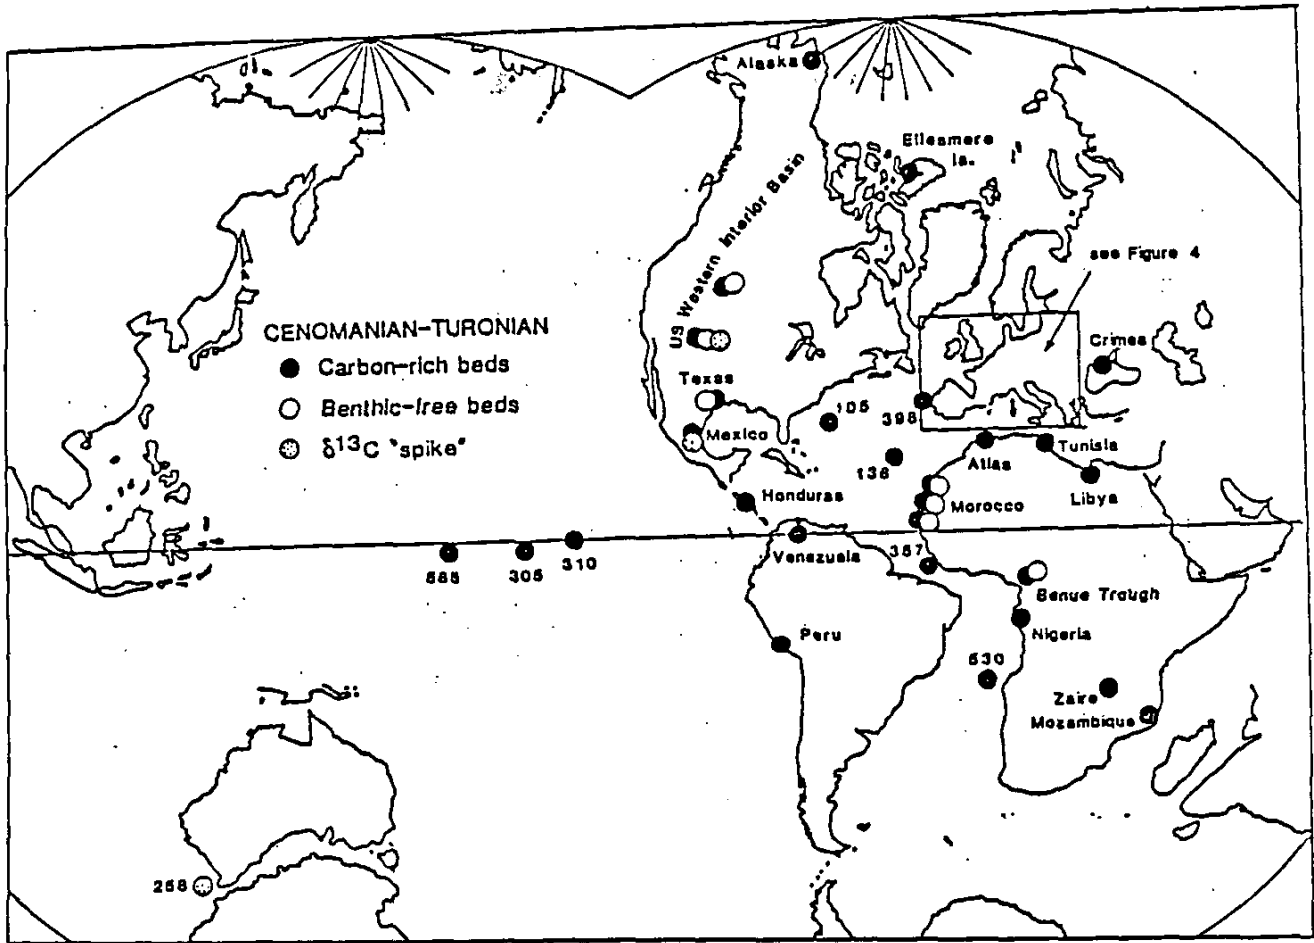 Alaska
Ellesmere
Is.
US Western Interior Basin
see Figure 4
CENOMANIAN-TURONIAN
Carbon-rich beds
Benthic-free beds
δ13C "spike"
Crimea
Texas
105
398
Mexico
138
Atlas
Tunisia
Honduras
Morocco
Libya
Venezuela
367
585
305
310
Benue Trough
Peru
Nigeria
530
Zaire
Mozambique
258